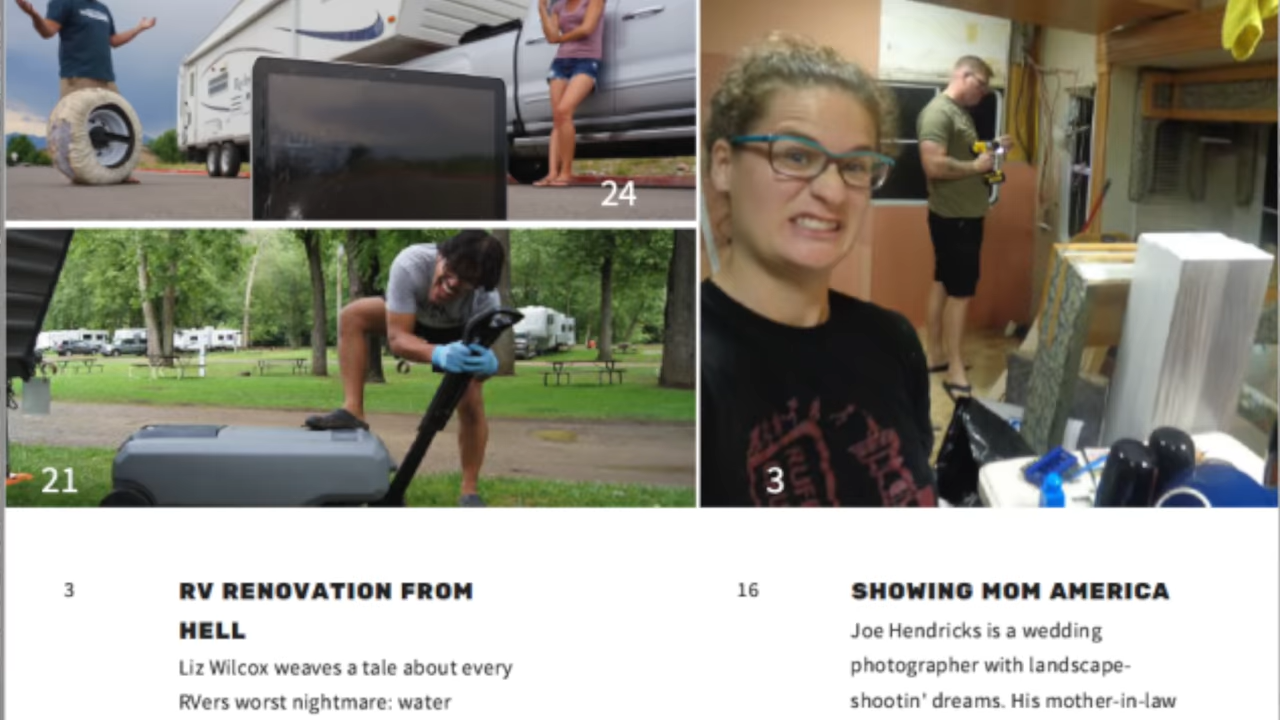 24
21
3
3
RV RENOVATION FROM
HELL
Liz Wilcox weaves a tale about every
RVers worst nightmare: water
16
SHOWING MOM AMERICA
Joe Hendricks is a wedding
photographer with landscape-
shootin' dreams. His mother-in-law